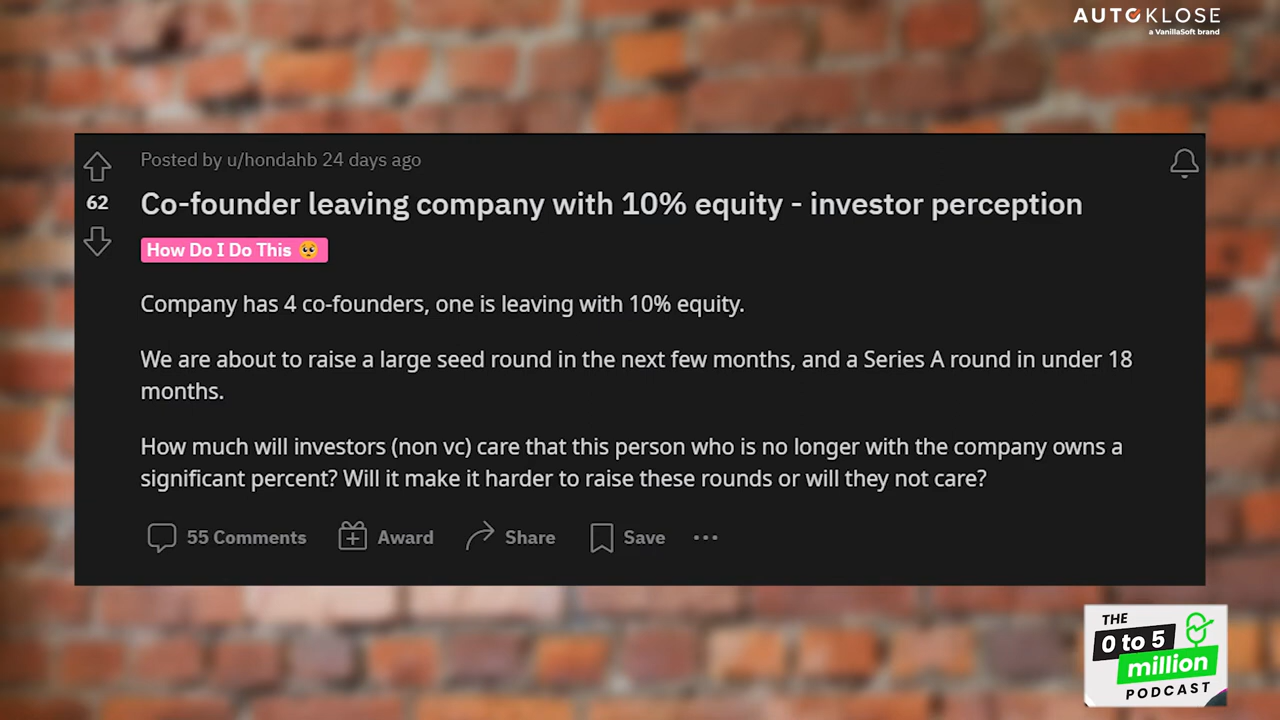 AUTOKLOSE
a VanillaSoft brand
Posted by u/hondahb 24 days ago
62
Co-founder leaving company with 10% equity - investor perception
How Do I Do This 🥺
Company has 4 co-founders, one is leaving with 10% equity.
We are about to raise a large seed round in the next few months, and a Series A round in under 18
months.
How much will investors (non vc) care that this person who is no longer with the company owns a
significant percent? Will it make it harder to raise these rounds or will they not care?
55 Comments Award Share Save
THE
0 to 5
million
PODCAST